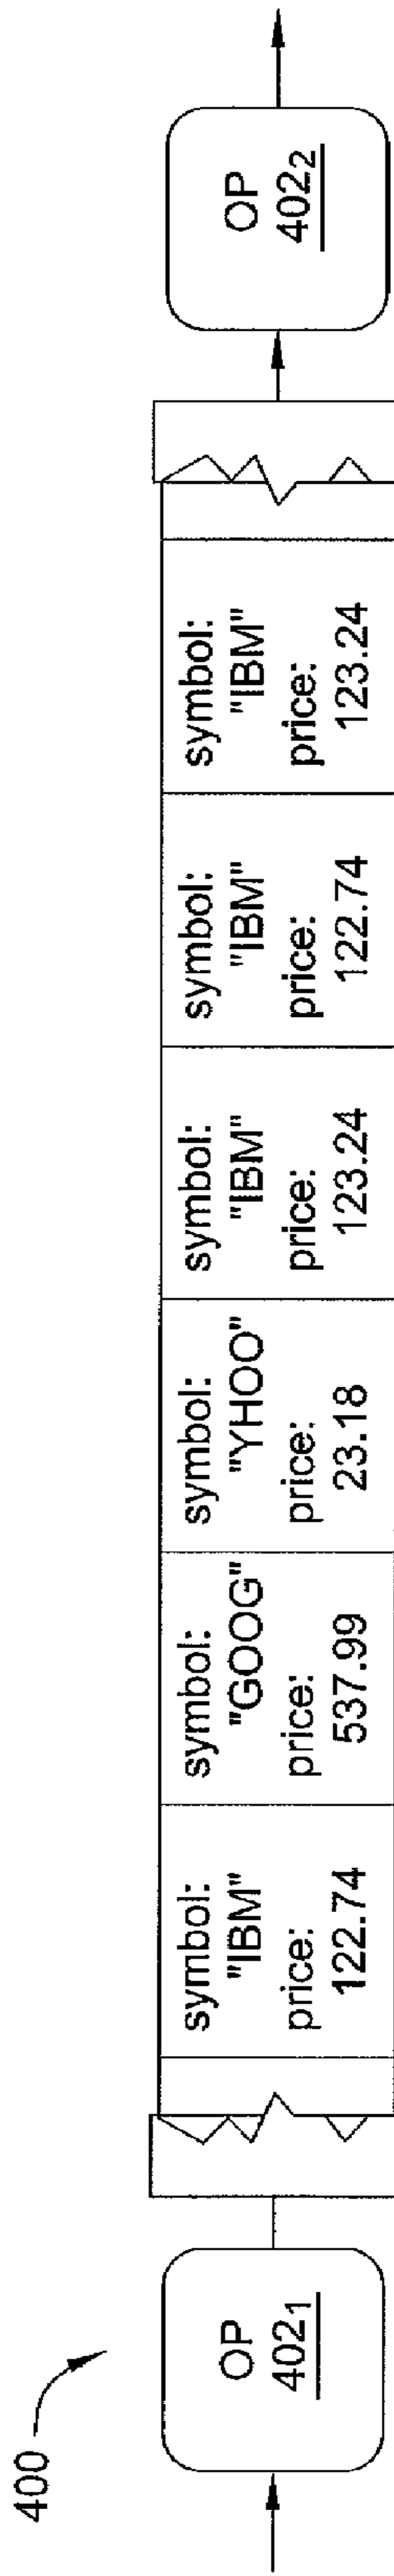 400
OP
402₁
symbol:
"IBM"
price:
122.74
symbol:
"GOOG"
price:
537.99
symbol:
"YHOO"
price:
23.18
symbol:
"IBM"
price:
123.24
symbol:
"IBM"
price:
122.74
symbol:
"IBM"
price:
123.24
OP
402₂